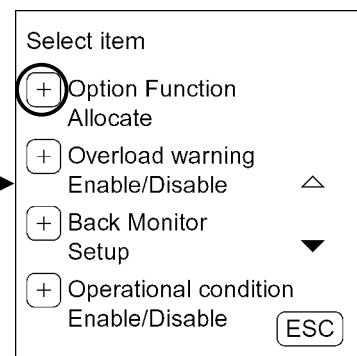 Select item
+ Option Function
Allocate
+ Overload warning
Enable/Disable
+ Back Monitor
Setup
+ Operational condition
Enable/Disable
ESC